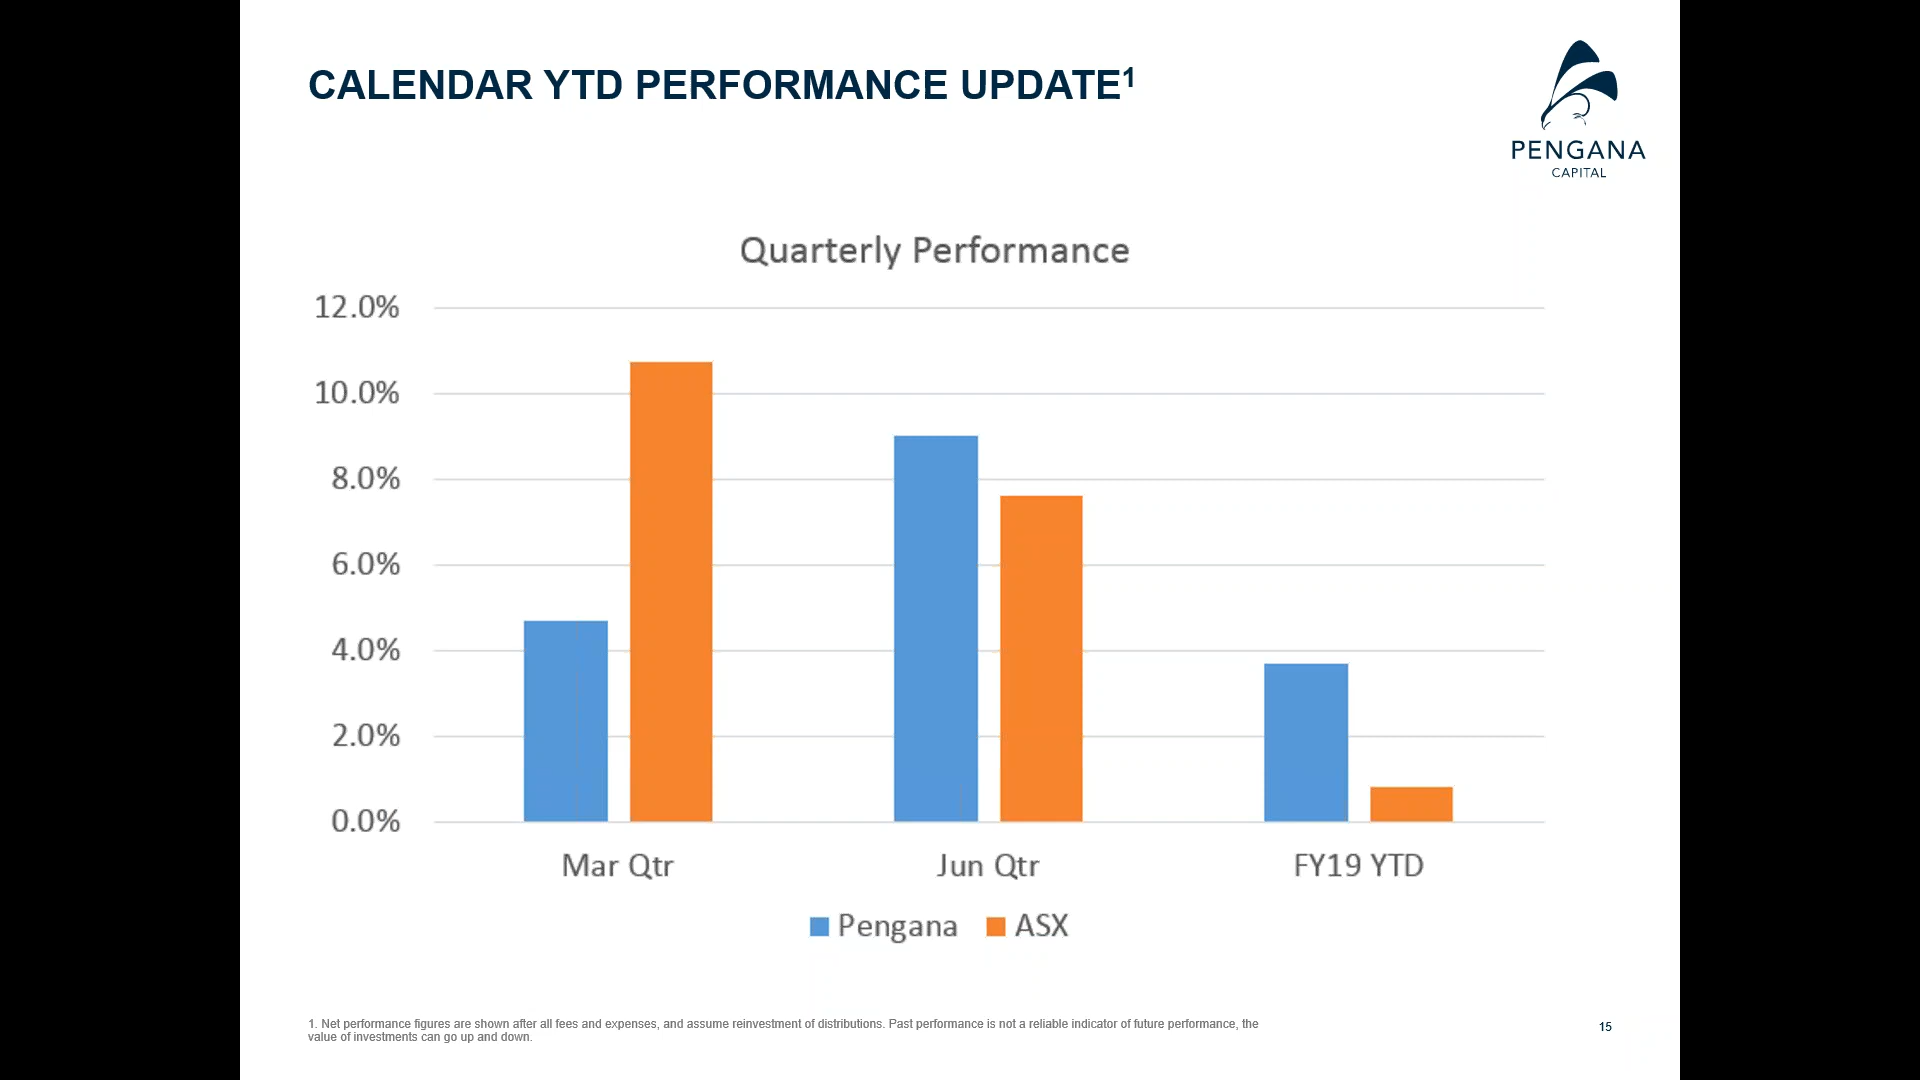 CALENDAR YTD PERFORMANCE UPDATE1
PENGANA
CAPITAL
Quarterly Performance
12.0%
10.0%
8.0%
6.0%
4.0%
2.0%
0.0%
Mar Qtr
Jun Qtr
FY19 YTD
Pengana
ASX
1. Net performance figures are shown after all fees and expenses, and assume reinvestment of distributions. Past performance is not a reliable indicator of future performance, the
value of investments can go up and down.
15